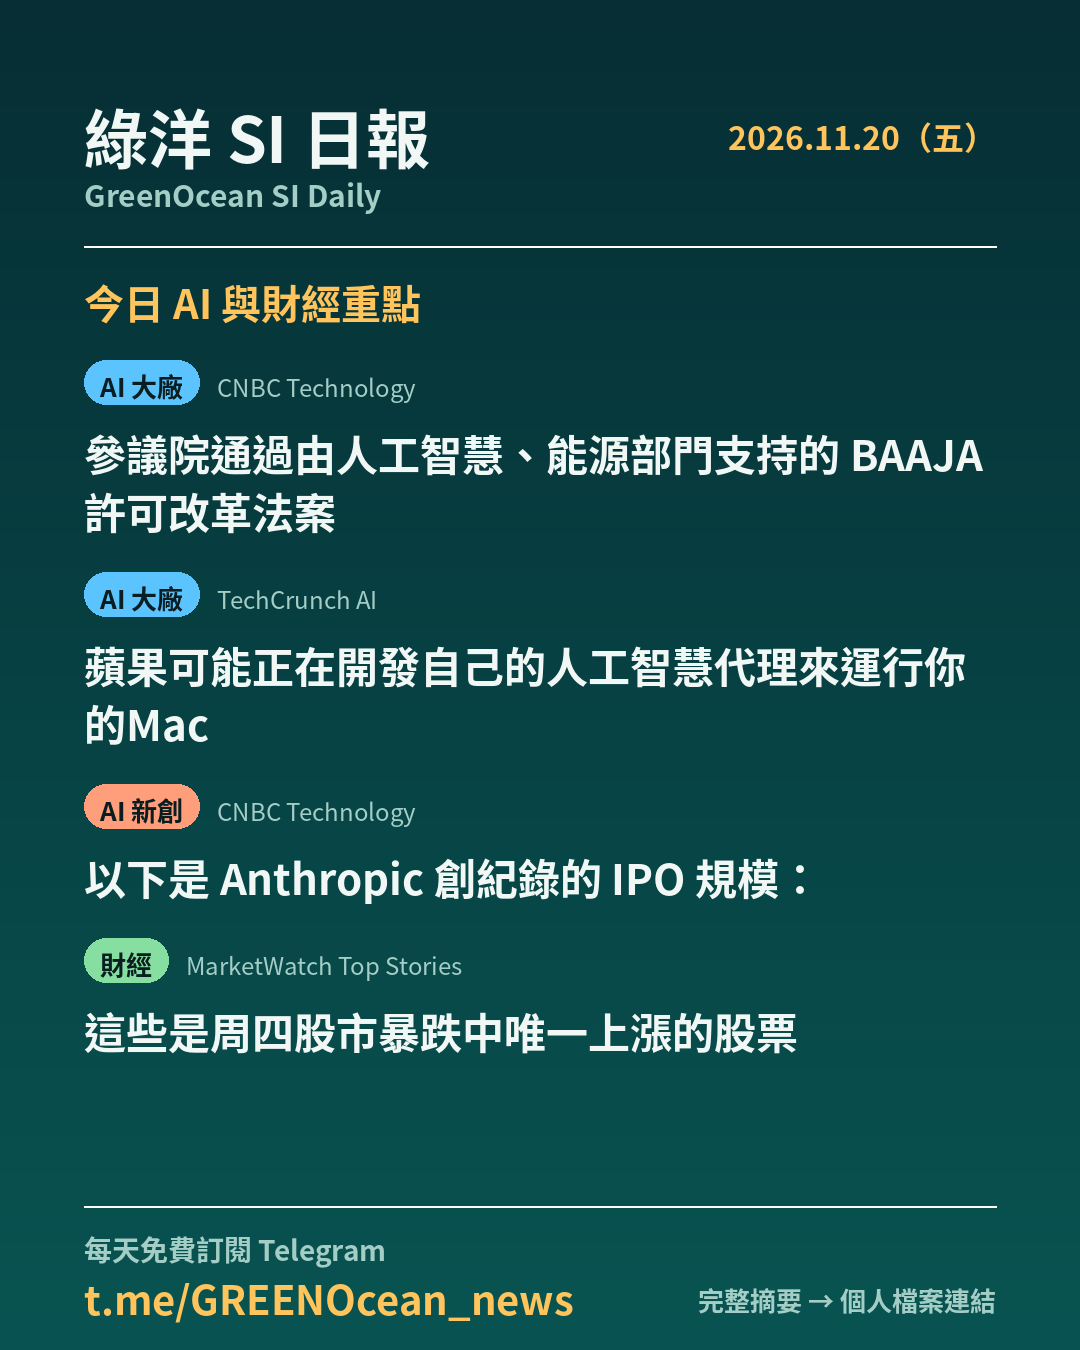 綠洋 SI 日報
2026.11.20（五）
GreenOcean SI Daily
今日 AI 與財經重點
AI 大廠 CNBC Technology
參議院通過由人工智慧、能源部門支持的 BAAJA
許可改革法案
AI 大廠 TechCrunch AI
蘋果可能正在開發自己的人工智慧代理來運行你
的Mac
AI 新創 CNBC Technology
以下是 Anthropic 創紀錄的 IPO 規模：
財經 MarketWatch Top Stories
這些是周四股市暴跌中唯一上漲的股票
每天免費訂閱 Telegram
t.me/GREENOcean_news
完整摘要 → 個人檔案連結